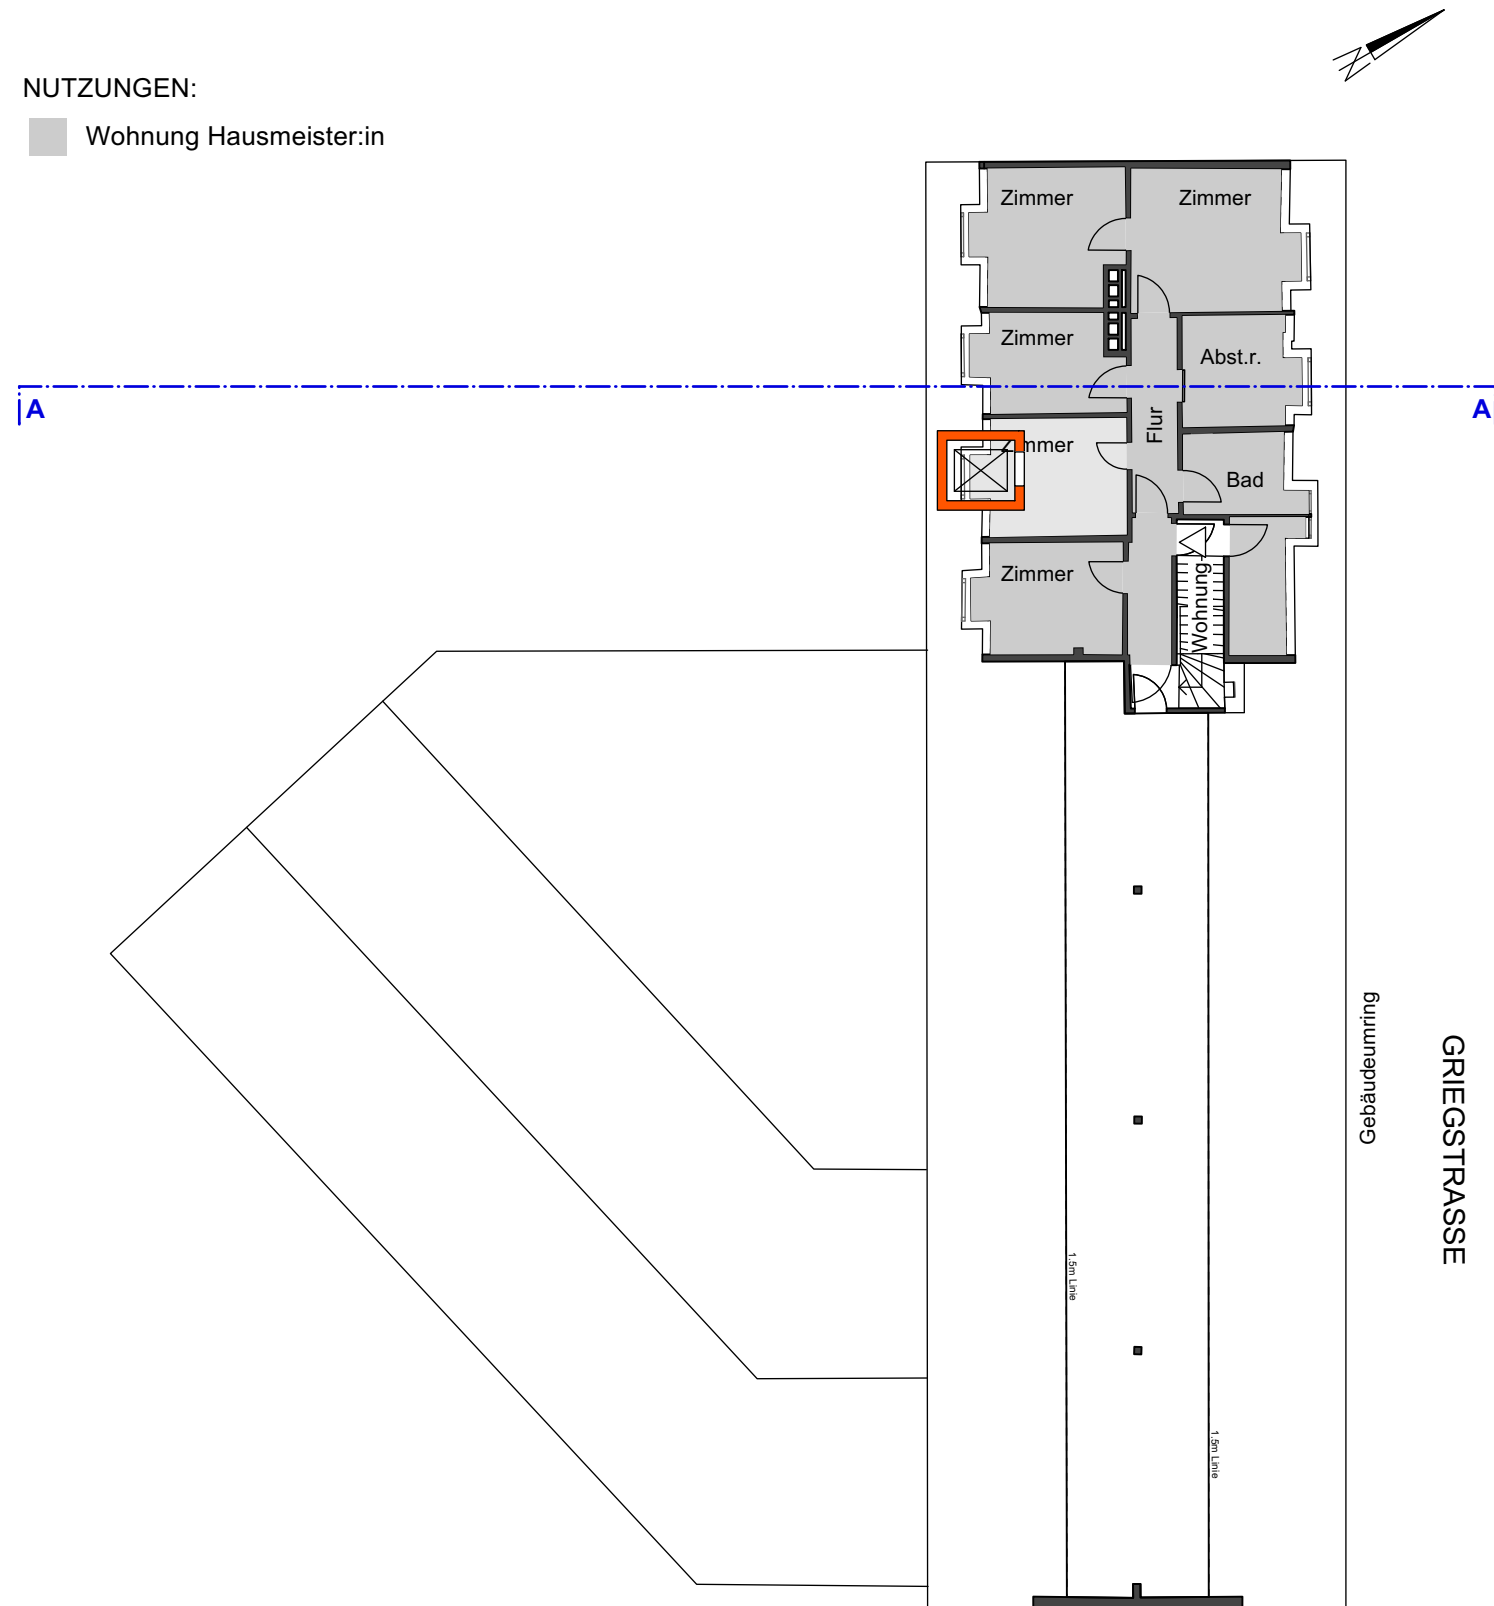 N
NUTZUNGEN:
Wohnung Hausmeister:in
Zimmer
Zimmer
Zimmer
Abst.r.
A
A
Flur
Zimmer
Bad
Zimmer
Wohnung
Gebäudeumring
GRIEGSTRASSE
1.5m Linie
1.5m Linie